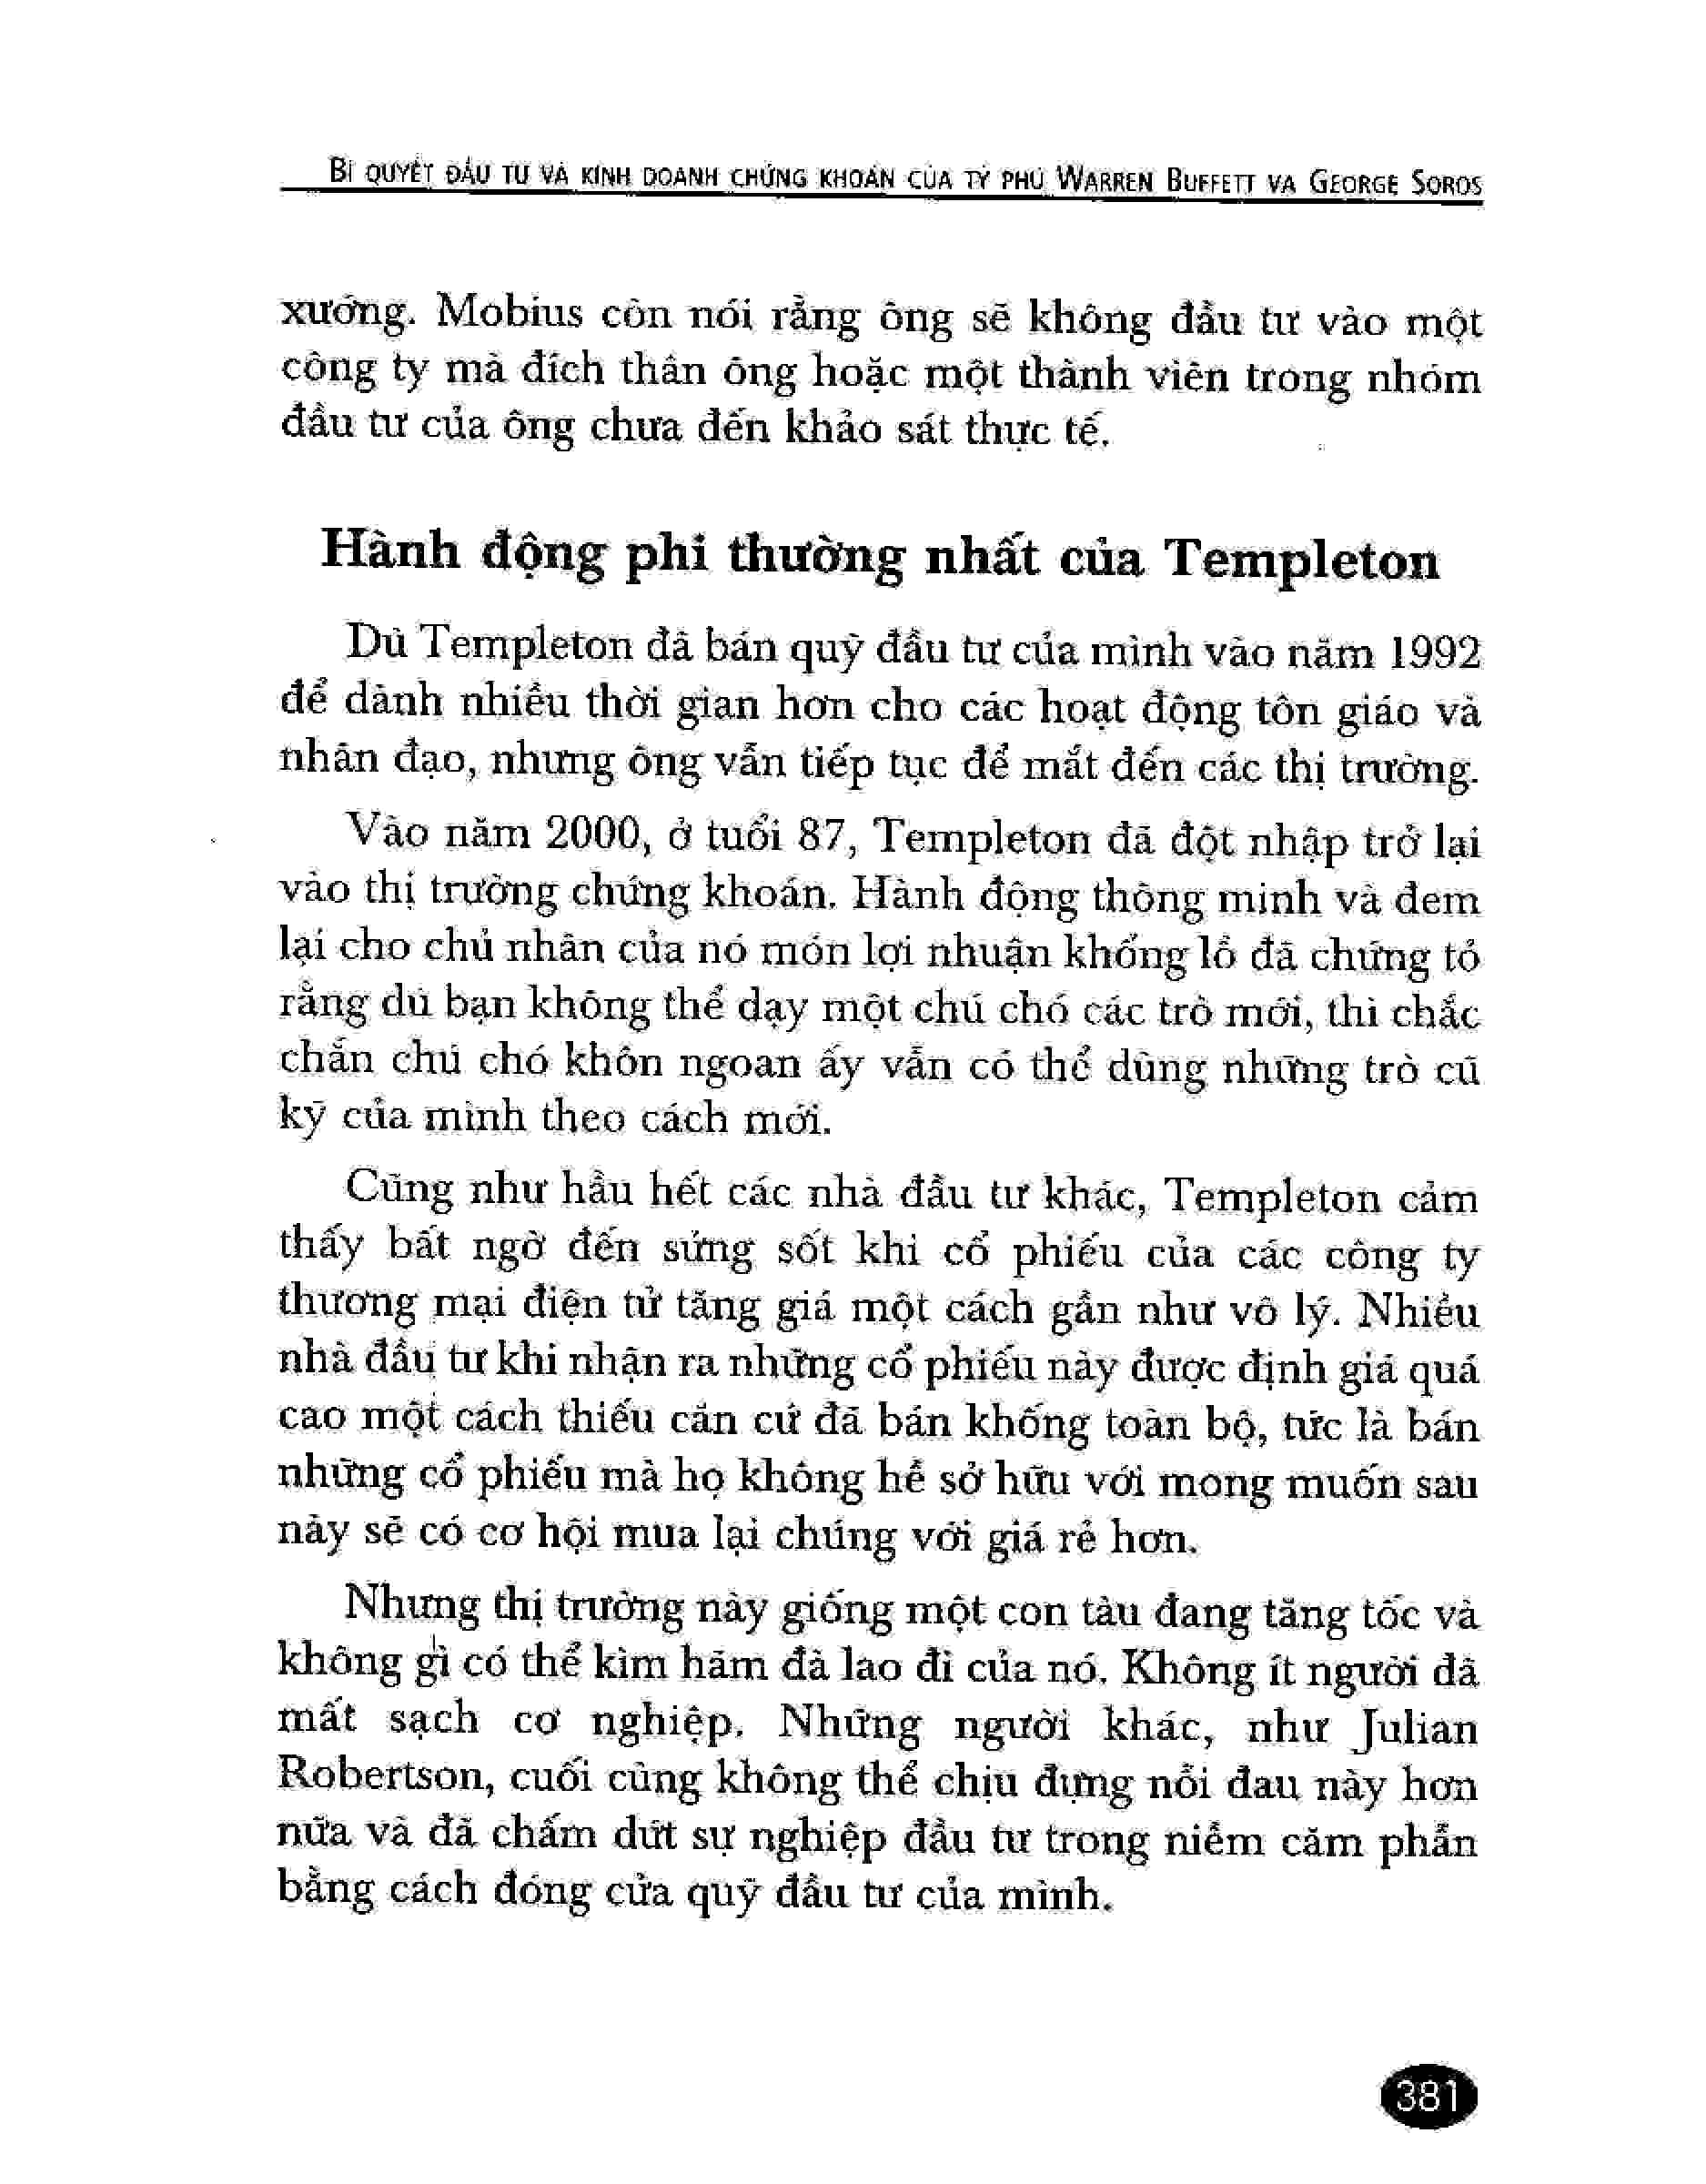 BÍ QUYẾT ĐẦU TƯ VÀ KINH DOANH CHỨNG KHOÁN CỦA TỶ PHÚ WARREN BUFFETT VÀ GEORGE SOROS
xướng. Mobius còn nói rằng ông sẽ không đầu tư vào một
công ty mà đích thân ông hoặc một thành viên trong nhóm
đầu tư của ông chưa đến khảo sát thực tế.
Hành động phi thường nhất của Templeton
Dù Templeton đã bán quỹ đầu tư của mình vào năm 1992
để dành nhiều thời gian hơn cho các hoạt động tôn giáo và
nhân đạo, nhưng ông vẫn tiếp tục để mắt đến các thị trường.
Vào năm 2000, ở tuổi 87, Templeton đã đột nhập trở lại
vào thị trường chứng khoán. Hành động thông minh và đem
lại cho chủ nhân của nó món lợi nhuận khổng lồ đã chứng tỏ
rằng dù bạn không thể dạy một chú chó các trò mới, thì chắc
chắn chú chó khôn ngoan ấy vẫn có thể dùng những trò cũ
kỹ của mình theo cách mới.
Cũng như hầu hết các nhà đầu tư khác, Templeton cảm
thấy bất ngờ đến sửng sốt khi cổ phiếu của các công ty
thương mại điện tử tăng giá một cách gần như vô lý. Nhiều
nhà đầu tư khi nhận ra những cổ phiếu này được định giá quá
cao một cách thiếu căn cứ đã bán khống toàn bộ, tức là bán
những cổ phiếu mà họ không hề sở hữu với mong muốn sau
này sẽ có cơ hội mua lại chúng với giá rẻ hơn.
Nhưng thị trường này giống một con tàu đang tăng tốc và
không gì có thể kìm hãm đà lao đi của nó. Không ít người đã
mất sạch cơ nghiệp. Những người khác, như Julian
Robertson, cuối cùng không thể chịu đựng nỗi đau này hơn
nữa và đã chấm dứt sự nghiệp đầu tư trong niềm căm phẫn
bằng cách đóng cửa quỹ đầu tư của mình.
381